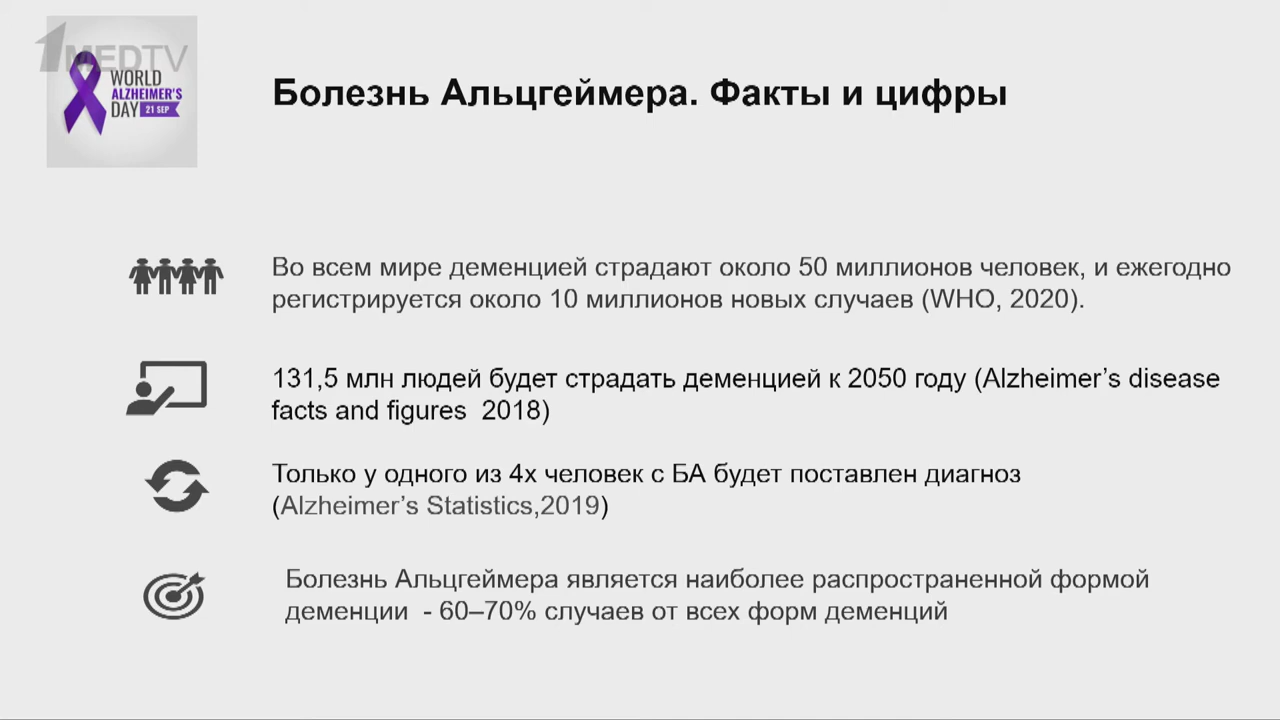 1MEDTV
WORLD
ALZHEIMER'S
DAY 21 SEP
Болезнь Альцгеймера. Факты и цифры
Во всем мире деменцией страдают около 50 миллионов человек, и ежегодно
регистрируется около 10 миллионов новых случаев (WHO, 2020).
131,5 млн людей будет страдать деменцией к 2050 году (Alzheimer’s disease
facts and figures 2018)
Только у одного из 4х человек с БА будет поставлен диагноз
(Alzheimer’s Statistics,2019)
Болезнь Альцгеймера является наиболее распространенной формой
деменции - 60–70% случаев от всех форм деменций